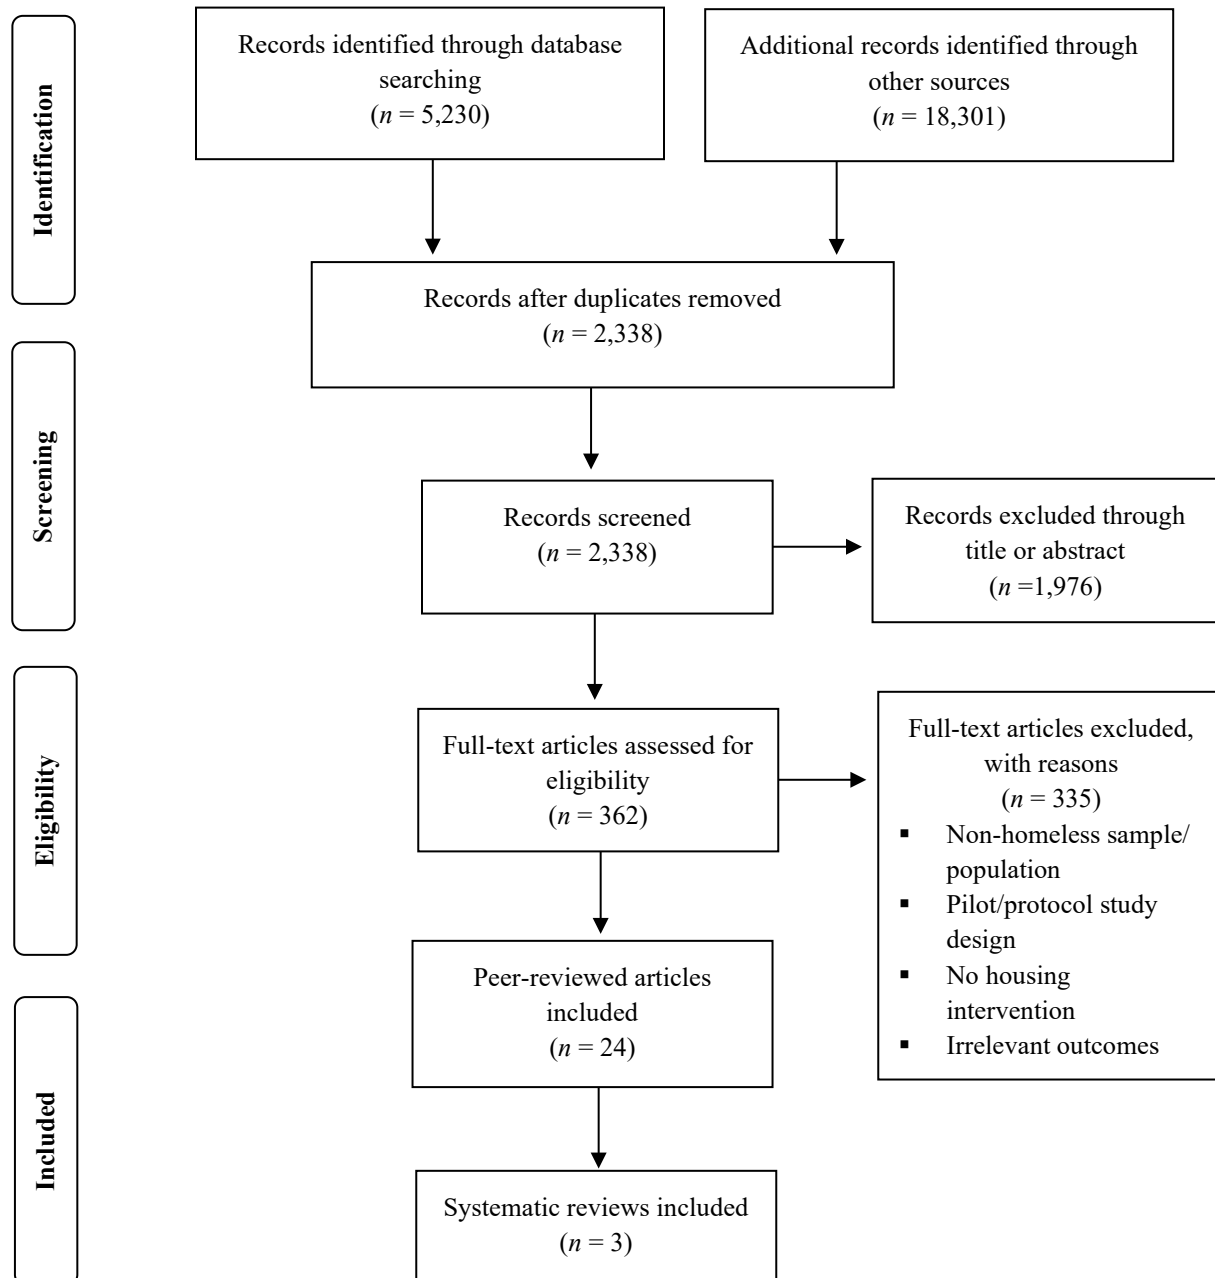 Identification
Records identified through database
searching
(n = 5,230)
Additional records identified through
other sources
(n = 18,301)
Records after duplicates removed
(n = 2,338)
Screening
Records screened
(n = 2,338)
Records excluded through
title or abstract
(n =1,976)
Eligibility
Full-text articles assessed for
eligibility
(n = 362)
Full-text articles excluded,
with reasons
(n = 335)
▪ Non-homeless sample/
population
▪ Pilot/protocol study
design
▪ No housing
intervention
▪ Irrelevant outcomes
Included
Peer-reviewed articles
included
(n = 24)
Systematic reviews included
(n = 3)